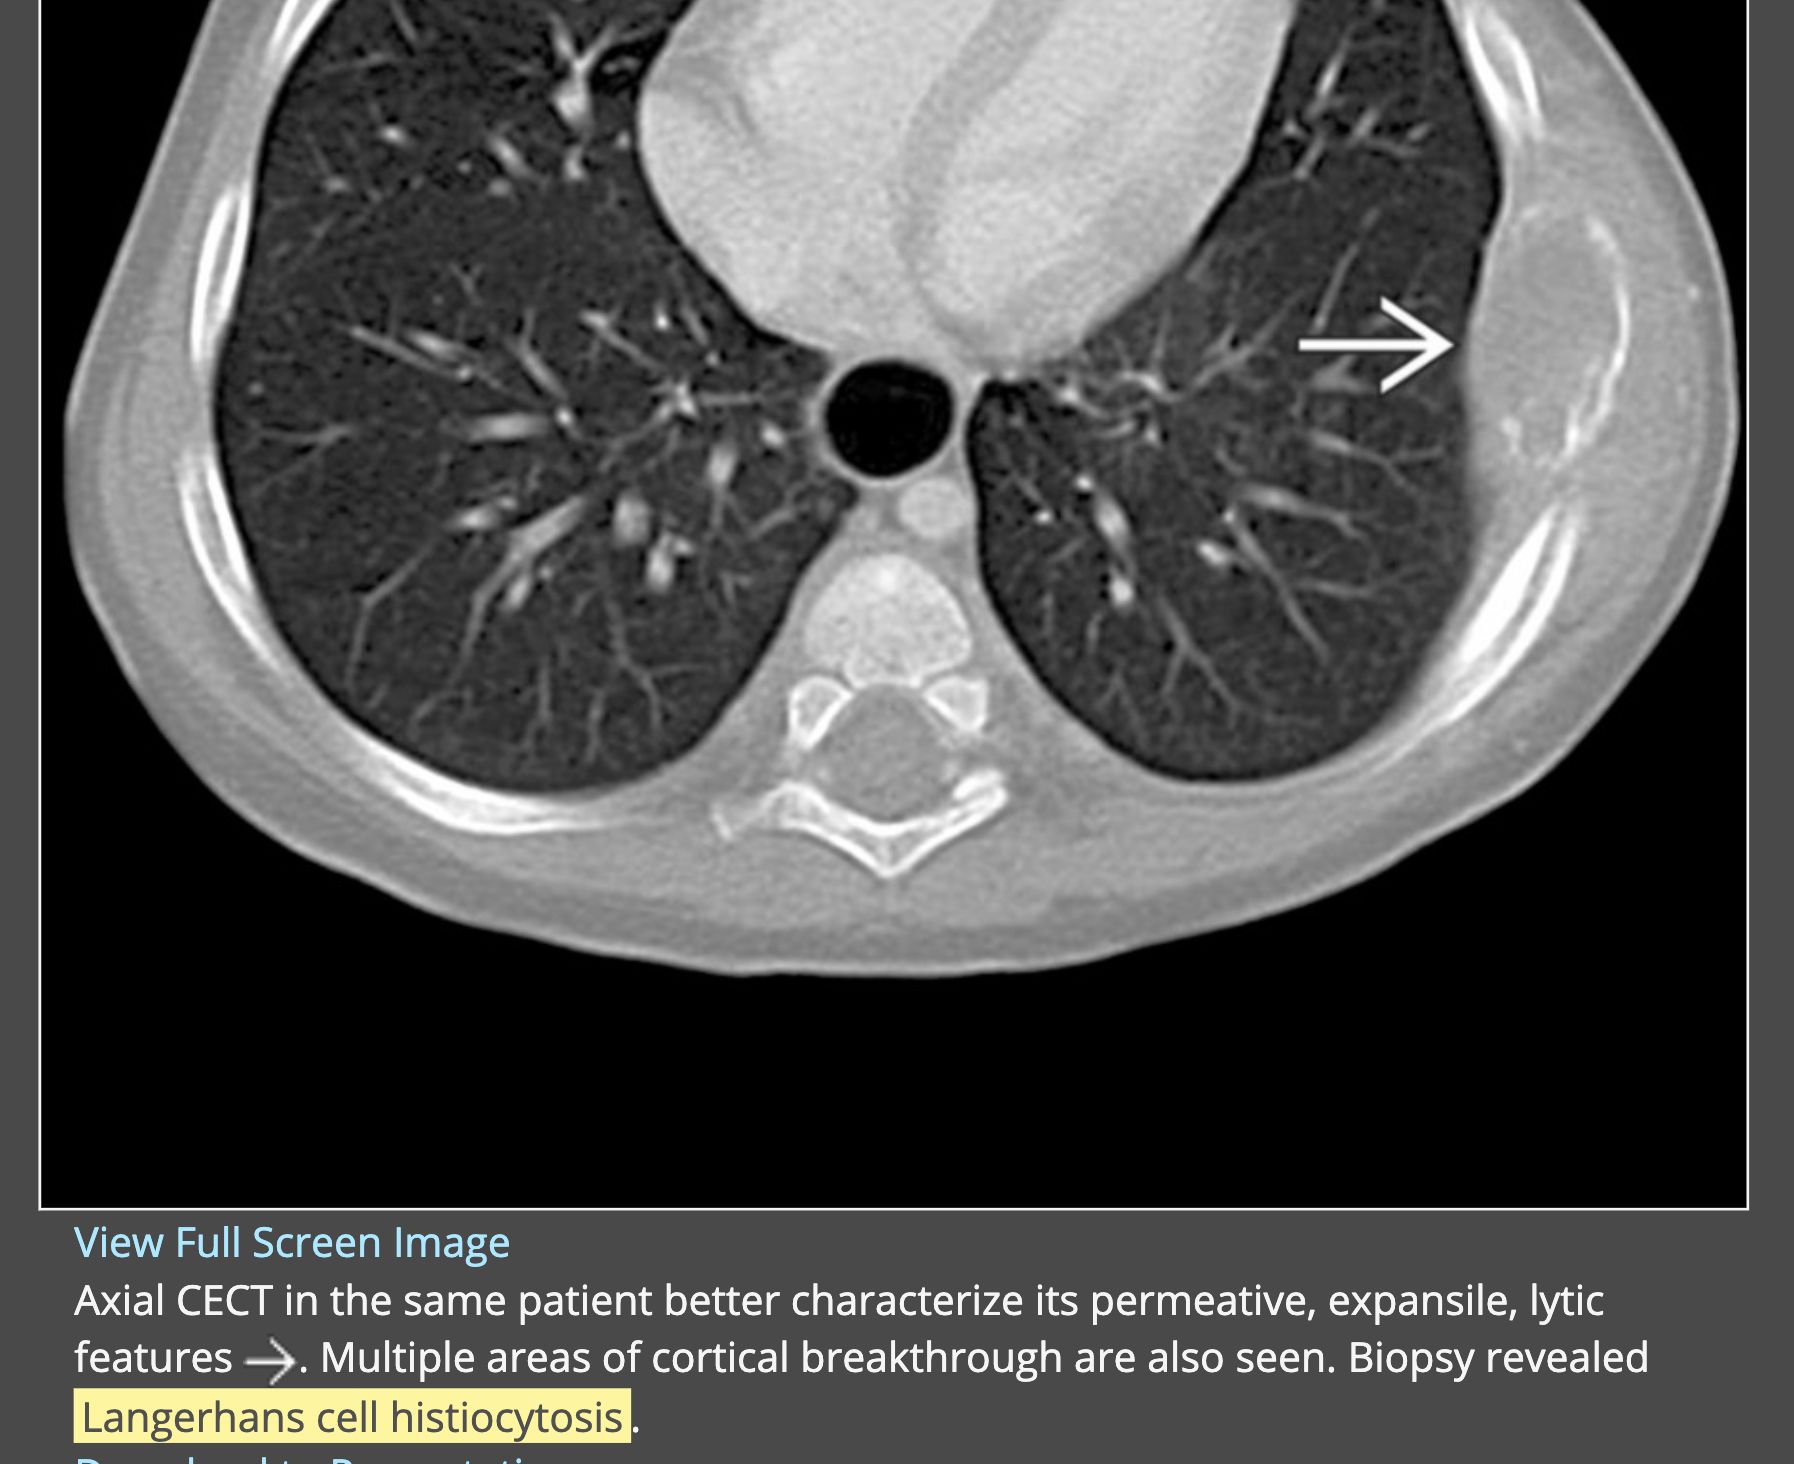 View Full Screen Image
Axial CECT in the same patient better characterize its permeative, expansile, lytic
features →. Multiple areas of cortical breakthrough are also seen. Biopsy revealed
Langerhans cell histiocytosis.